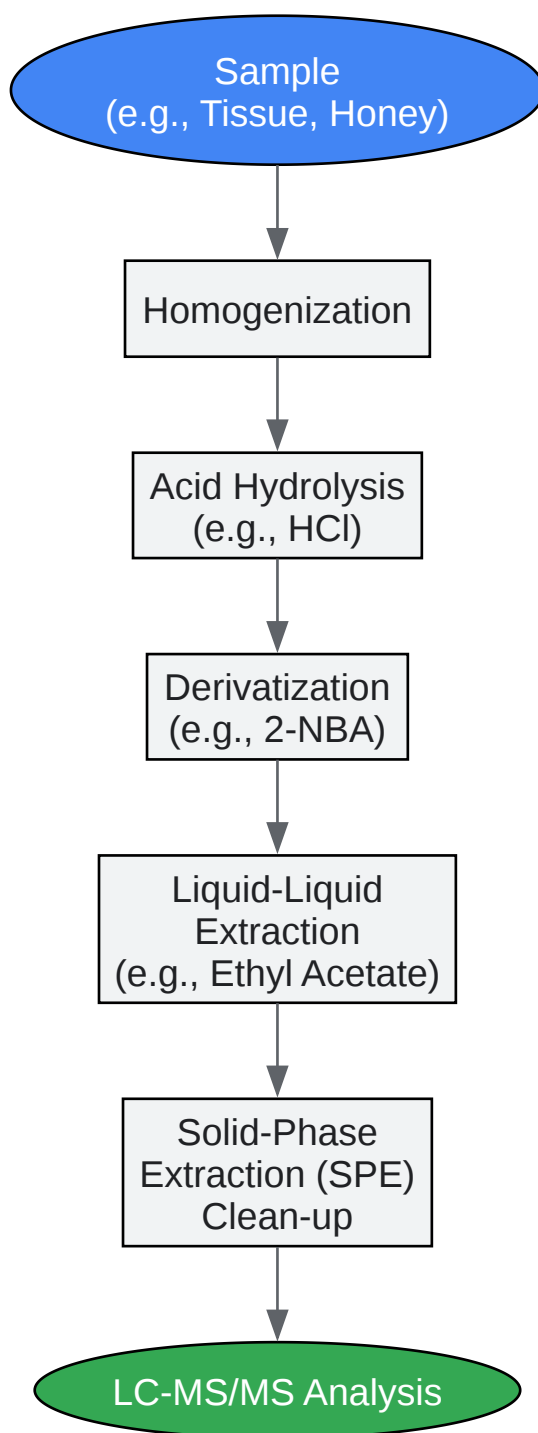 Sample
(e.g., Tissue, Honey)
Homogenization
Acid Hydrolysis
(e.g., HCl)
Derivatization
(e.g., 2-NBA)
Liquid-Liquid
Extraction
(e.g., Ethyl Acetate)
Solid-Phase
Extraction (SPE)
Clean-up
LC-MS/MS Analysis